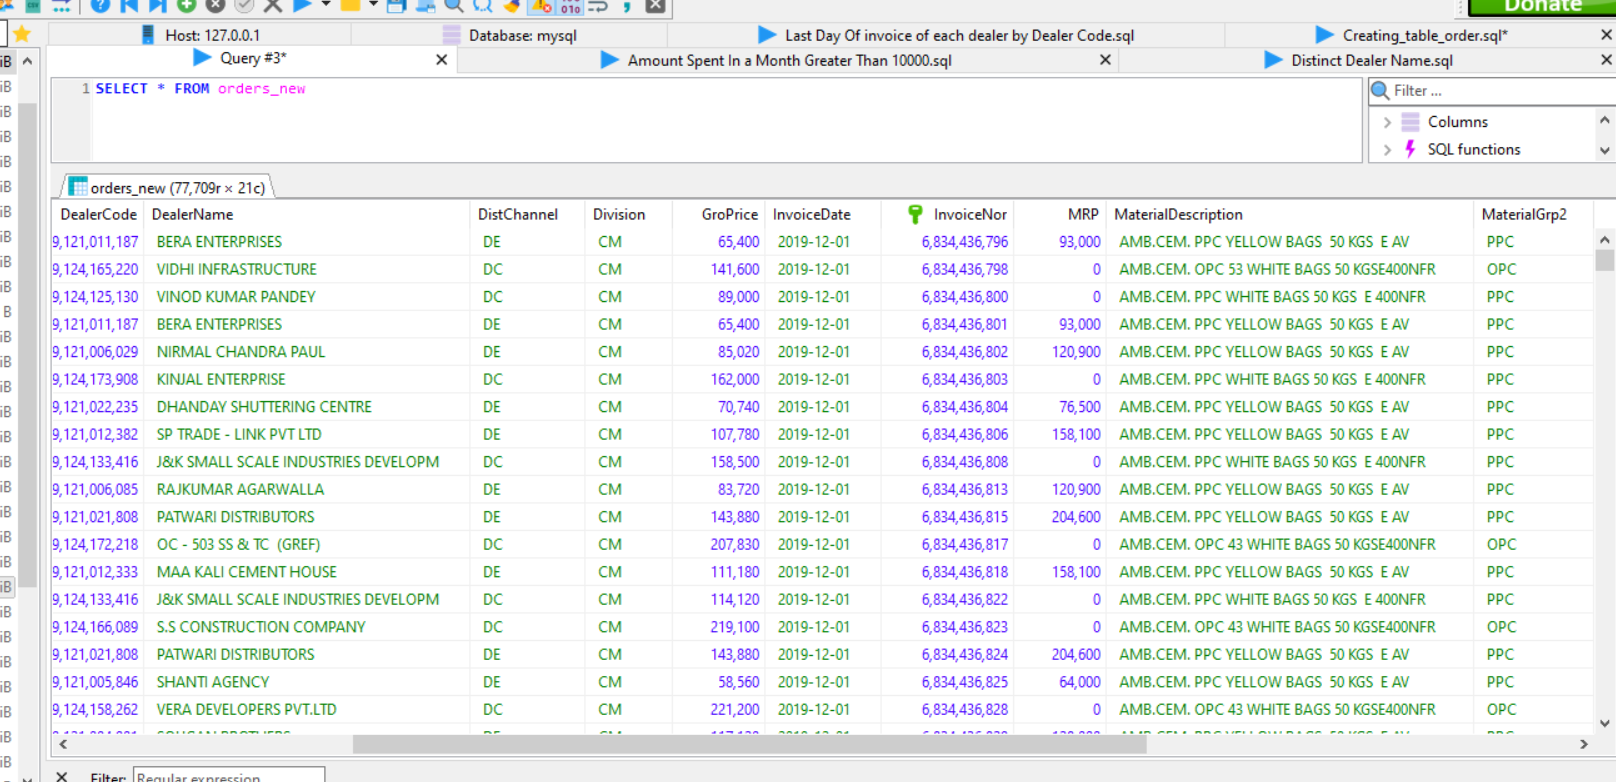 Donate
Host: 127.0.0.1 Database: mysql Last Day Of invoice of each dealer by Dealer Code.sql Creating_table_order.sql*
Query #3* Amount Spent In a Month Greater Than 10000.sql Distinct Dealer Name.sql
1 SELECT * FROM orders_new
Filter ...
Columns
SQL functions
orders_new (77,709r × 21c)
DealerCode DealerName DistChannel Division GroPrice InvoiceDate InvoiceNor MRP MaterialDescription MaterialGrp2
9,121,011,187 BERA ENTERPRISES DE CM 65,400 2019-12-01 6,834,436,796 93,000 AMB.CEM. PPC YELLOW BAGS 50 KGS E AV PPC
9,124,165,220 VIDHI INFRASTRUCTURE DC CM 141,600 2019-12-01 6,834,436,798 0 AMB.CEM. OPC 53 WHITE BAGS 50 KGSE400NFR OPC
9,124,125,130 VINOD KUMAR PANDEY DC CM 89,000 2019-12-01 6,834,436,800 0 AMB.CEM. PPC WHITE BAGS 50 KGS E 400NFR PPC
9,121,011,187 BERA ENTERPRISES DE CM 65,400 2019-12-01 6,834,436,801 93,000 AMB.CEM. PPC YELLOW BAGS 50 KGS E AV PPC
9,121,006,029 NIRMAL CHANDRA PAUL DE CM 85,020 2019-12-01 6,834,436,802 120,900 AMB.CEM. PPC YELLOW BAGS 50 KGS E AV PPC
9,124,173,908 KINJAL ENTERPRISE DC CM 162,000 2019-12-01 6,834,436,803 0 AMB.CEM. PPC WHITE BAGS 50 KGS E 400NFR PPC
9,121,022,235 DHANDAY SHUTTERING CENTRE DE CM 70,740 2019-12-01 6,834,436,804 76,500 AMB.CEM. PPC YELLOW BAGS 50 KGS E AV PPC
9,121,012,382 SP TRADE - LINK PVT LTD DE CM 107,780 2019-12-01 6,834,436,806 158,100 AMB.CEM. PPC YELLOW BAGS 50 KGS E AV PPC
9,124,133,416 J&K SMALL SCALE INDUSTRIES DEVELOPM DC CM 158,500 2019-12-01 6,834,436,808 0 AMB.CEM. PPC WHITE BAGS 50 KGS E 400NFR PPC
9,121,006,085 RAJKUMAR AGARWALLA DE CM 83,720 2019-12-01 6,834,436,813 120,900 AMB.CEM. PPC YELLOW BAGS 50 KGS E AV PPC
9,121,021,808 PATWARI DISTRIBUTORS DE CM 143,880 2019-12-01 6,834,436,815 204,600 AMB.CEM. PPC YELLOW BAGS 50 KGS E AV PPC
9,124,172,218 OC - 503 SS & TC (GREF) DC CM 207,830 2019-12-01 6,834,436,817 0 AMB.CEM. OPC 43 WHITE BAGS 50 KGSE400NFR OPC
9,121,012,333 MAA KALI CEMENT HOUSE DE CM 111,180 2019-12-01 6,834,436,818 158,100 AMB.CEM. PPC YELLOW BAGS 50 KGS E AV PPC
9,124,133,416 J&K SMALL SCALE INDUSTRIES DEVELOPM DC CM 114,120 2019-12-01 6,834,436,822 0 AMB.CEM. PPC WHITE BAGS 50 KGS E 400NFR PPC
9,124,166,089 S.S CONSTRUCTION COMPANY DC CM 219,100 2019-12-01 6,834,436,823 0 AMB.CEM. OPC 43 WHITE BAGS 50 KGSE400NFR OPC
9,121,021,808 PATWARI DISTRIBUTORS DE CM 143,880 2019-12-01 6,834,436,824 204,600 AMB.CEM. PPC YELLOW BAGS 50 KGS E AV PPC
9,121,005,846 SHANTI AGENCY DE CM 58,560 2019-12-01 6,834,436,825 64,000 AMB.CEM. PPC YELLOW BAGS 50 KGS E AV PPC
9,124,158,262 VERA DEVELOPERS PVT.LTD DC CM 221,200 2019-12-01 6,834,436,828 0 AMB.CEM. OPC 43 WHITE BAGS 50 KGSE400NFR OPC
Filter: Regular expression